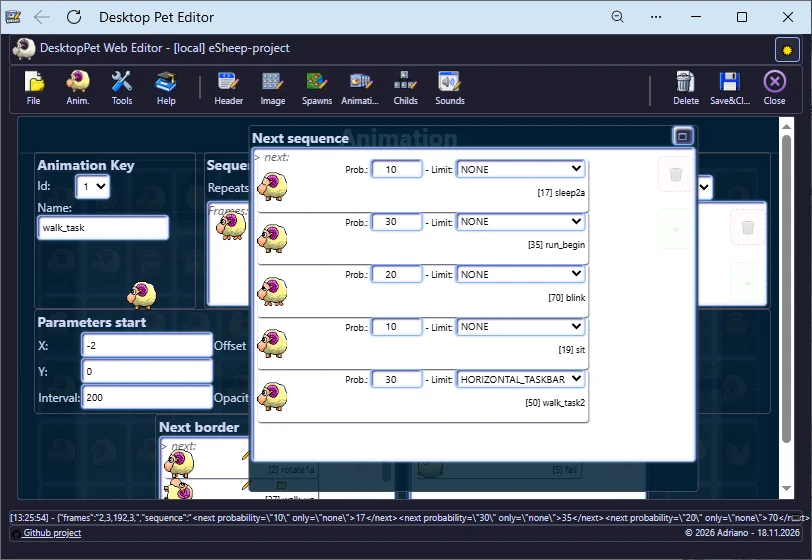 Desktop Pet Editor
DesktopPet Web Editor - [local] eSheep-project
File Anim. Tools Help Header Image Spawns Animati... Childs Sounds Delete Save&Cl... Close
Animation
Next sequence
> next:
Prob.: 10 - Limit: NONE
[17] sleep2a
Prob.: 30 - Limit: NONE
[35] run_begin
Prob.: 20 - Limit: NONE
[70] blink
Prob.: 10 - Limit: NONE
[19] sit
Prob.: 30 - Limit: HORIZONTAL_TASKBAR
[50] walk_task2
Animation Key
Id: 1
Name:
walk_task
Repeats
Frames:
Parameters start
X: -2 Offset
Y: 0
Interval: 200
Next border
> next:
[2] rotate1a
[5] fall
[13:25:54] - {"frames":"2,3,192,3,","sequence":"<next probability=\"10\" only=\"none\">17</next><next probability=\"30\" only=\"none\">35</next><next probability=\"20\" only=\"none\">70</next>
Github project
© 2026 Adriano - 18.11.2026